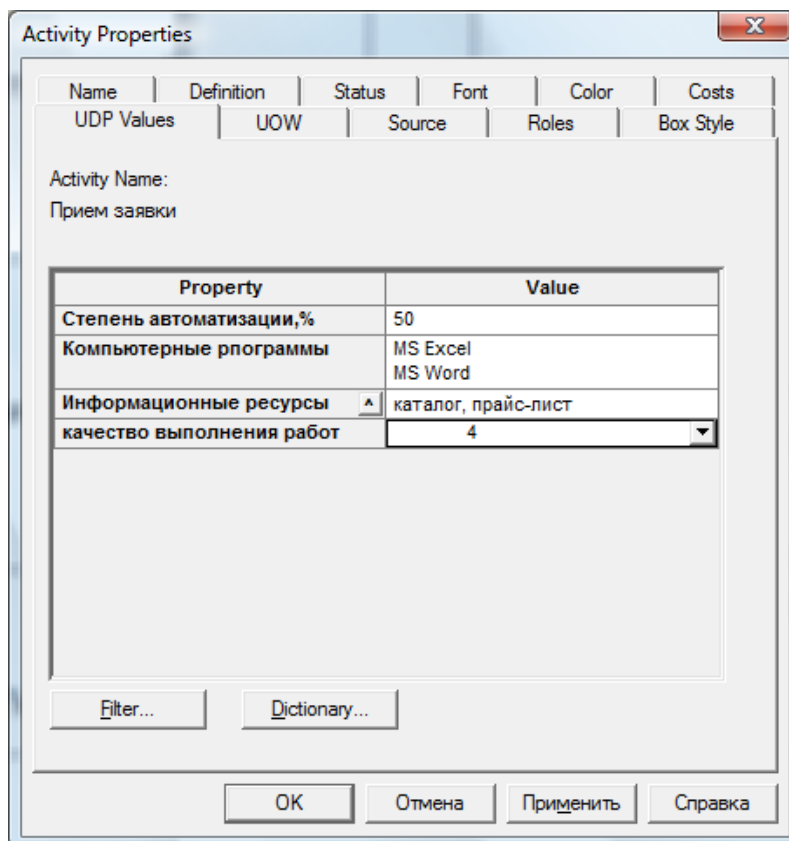 Activity Properties
Name Definition Status Font Color Costs
UDP Values UOW Source Roles Box Style
Activity Name:
Прием заявки
Property Value
Степень автоматизации,% 50
Компьютерные рпограммы MS Excel
MS Word
Информационные ресурсы каталог, прайс-лист
качество выполнения работ 4
Filter... Dictionary...
OK Отмена Применить Справка